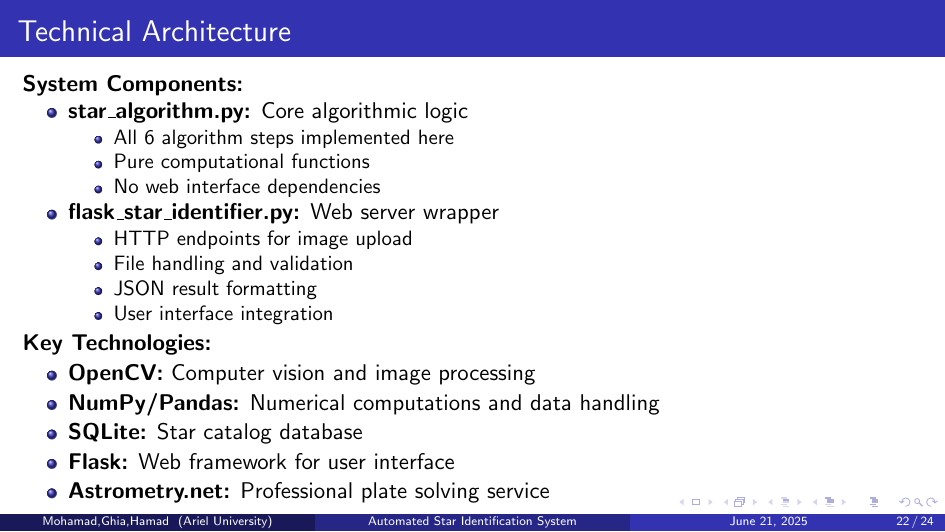 Technical Architecture
System Components:
star_algorithm.py: Core algorithmic logic
All 6 algorithm steps implemented here
Pure computational functions
No web interface dependencies
flask_star_identifier.py: Web server wrapper
HTTP endpoints for image upload
File handling and validation
JSON result formatting
User interface integration
Key Technologies:
OpenCV: Computer vision and image processing
NumPy/Pandas: Numerical computations and data handling
SQLite: Star catalog database
Flask: Web framework for user interface
Astrometry.net: Professional plate solving service
Mohamad,Ghia,Hamad (Ariel University) Automated Star Identification System June 21, 2025 22 / 24